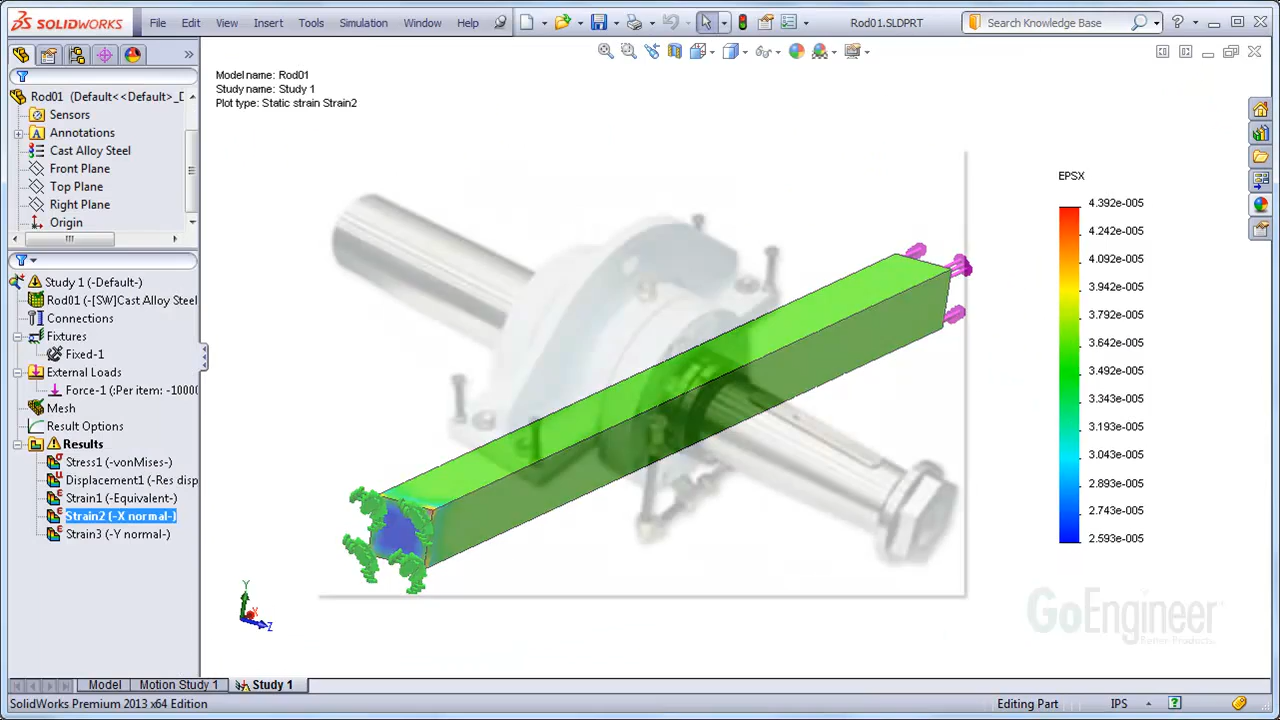 SOLIDWORKS File Edit View Insert Tools Simulation Window Help Rod01.SLDPRT Search Knowledge Base
Model name: Rod01
Study name: Study 1
Plot type: Static strain Strain2
Rod01 (Default<<Default>_D
Sensors
Annotations
Cast Alloy Steel
Front Plane
Top Plane
Right Plane
Origin
Study 1 (-Default-)
Rod01 (-[SW]Cast Alloy Steel
Connections
Fixtures
Fixed-1
External Loads
Force-1 (:Per item: -10000
Mesh
Result Options
Results
Stress1 (-vonMises-)
Displacement1 (-Res disp
Strain1 (-Equivalent-)
Strain2 (-X normal-)
Strain3 (-Y normal-)
EPSX
4.392e-005
4.242e-005
4.092e-005
3.942e-005
3.792e-005
3.642e-005
3.492e-005
3.343e-005
3.193e-005
3.043e-005
2.893e-005
2.743e-005
2.593e-005
Y
X
Z
GoEngineer
Better Products.
Model Motion Study 1 Study 1
SolidWorks Premium 2013 x64 Edition Editing Part IPS